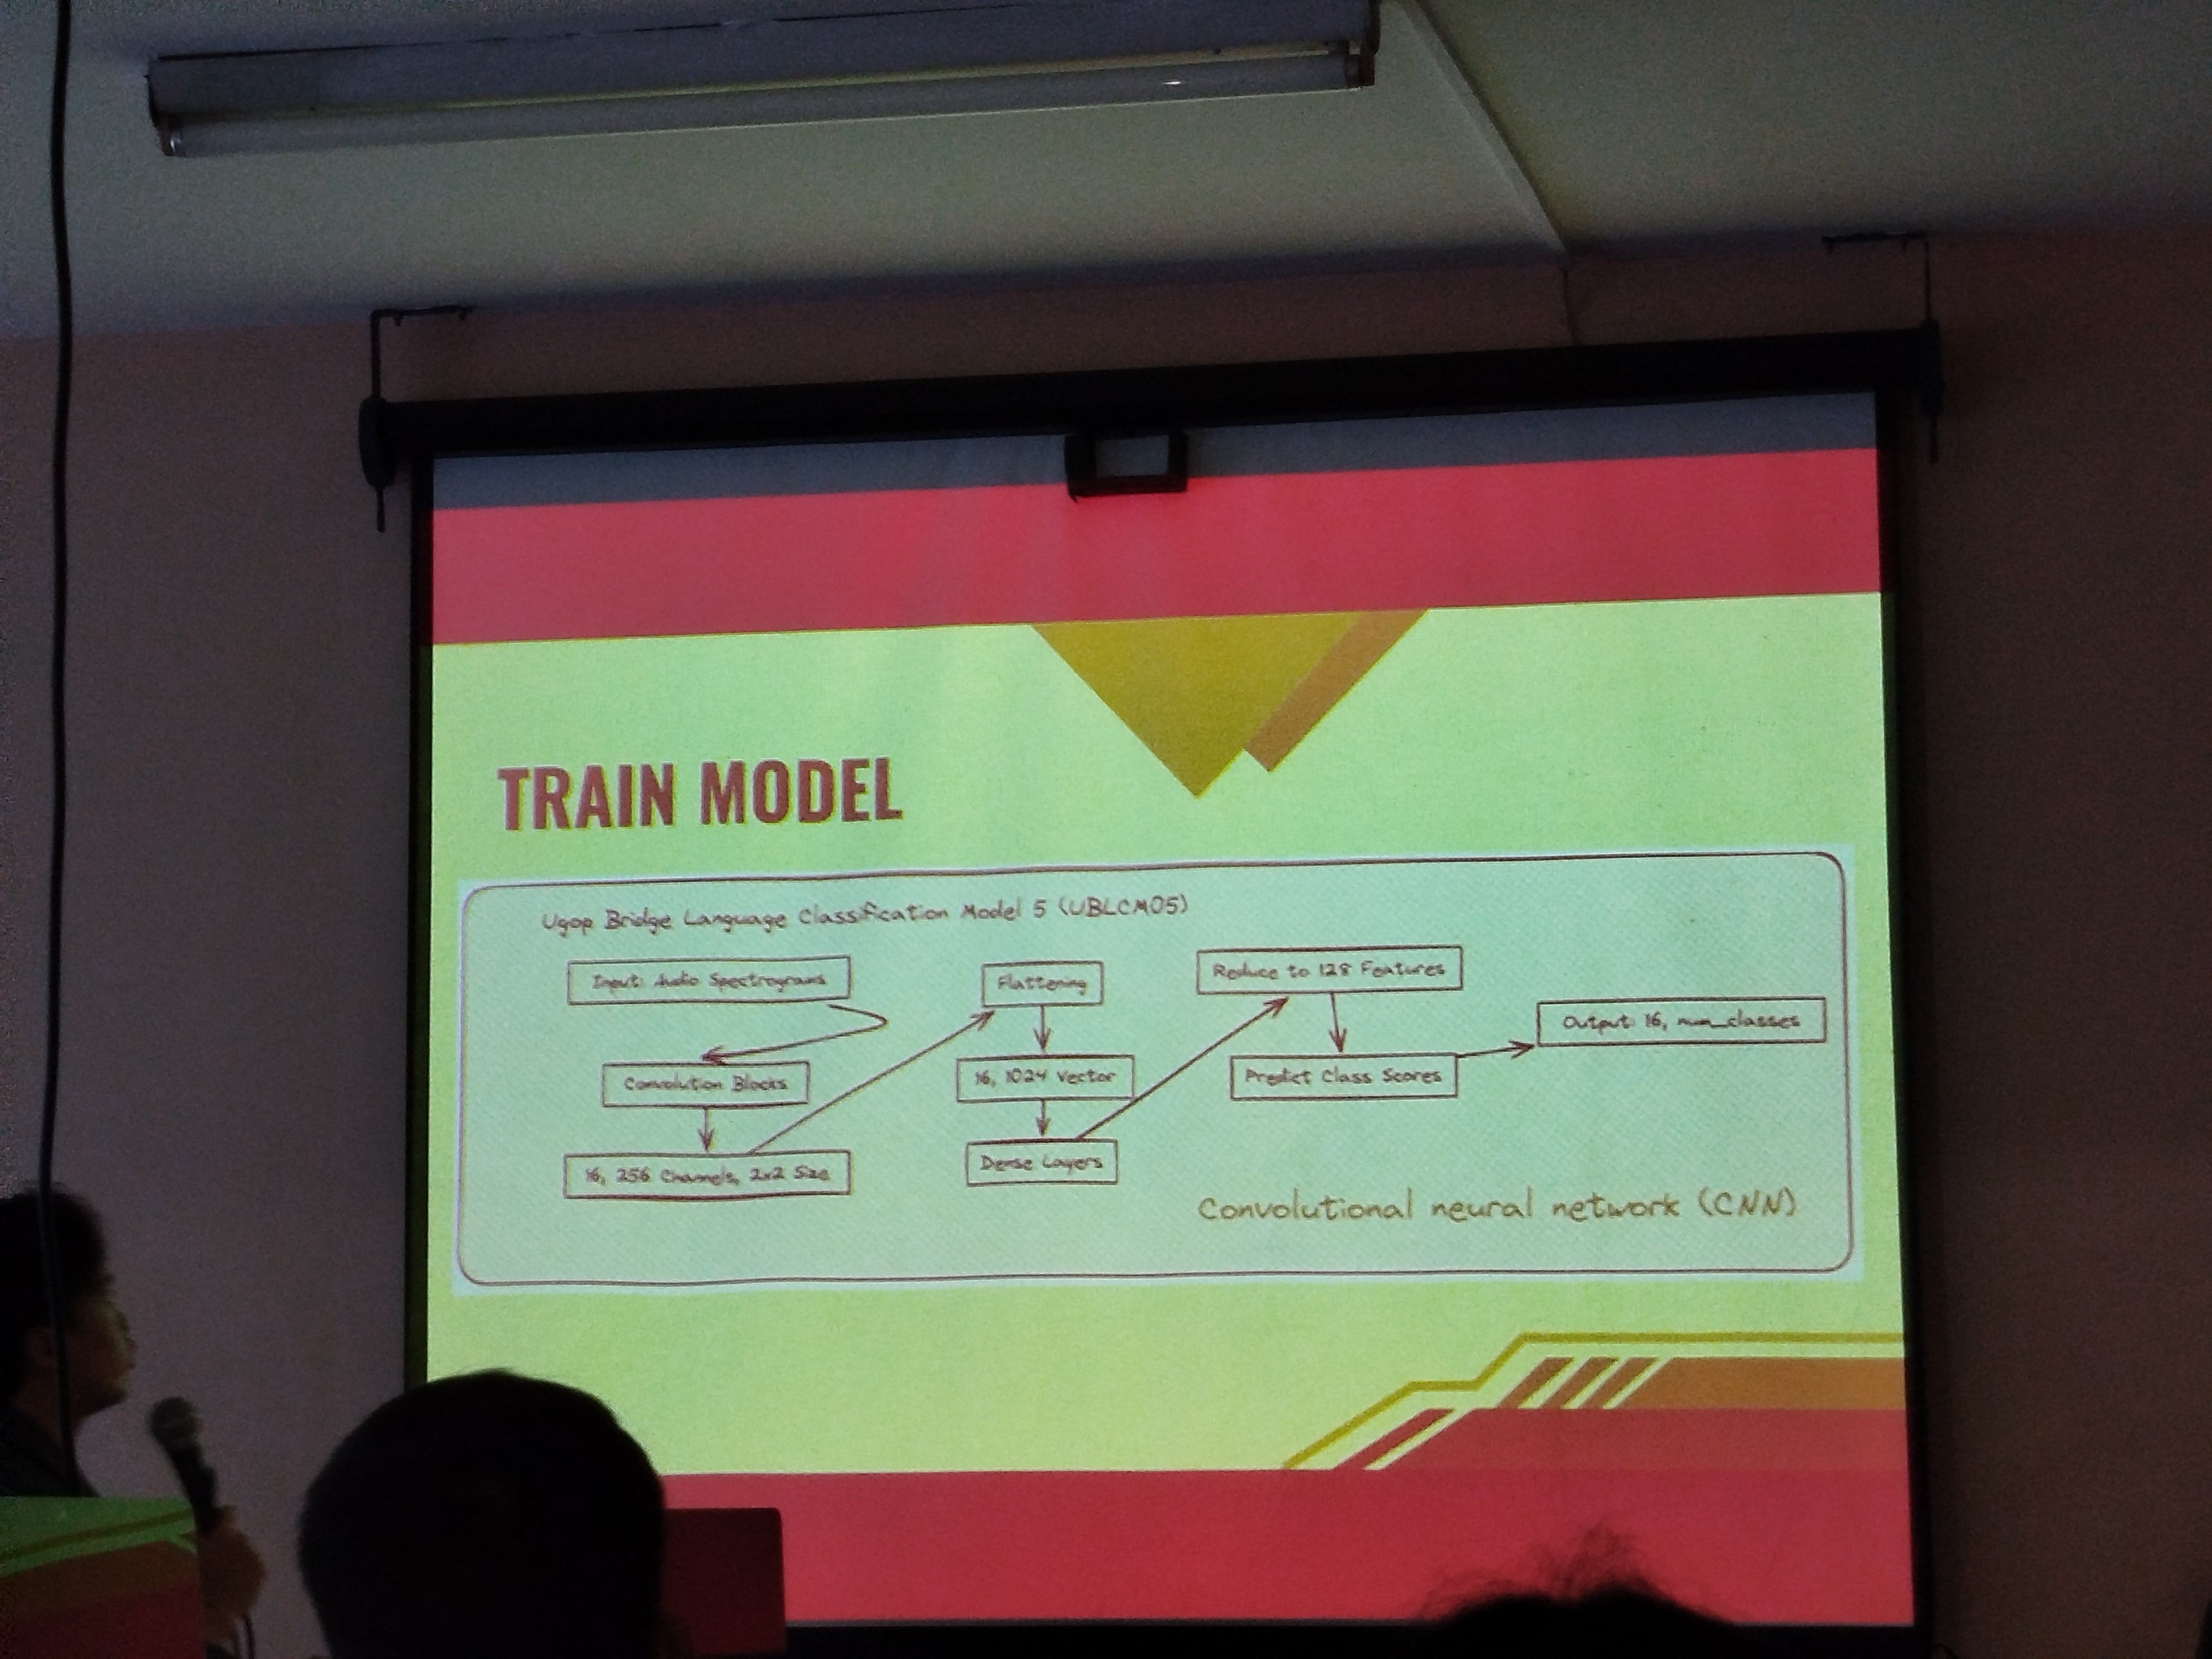 TRAIN MODEL
Ugop Bridge Language Classification Model 5 (UBLCM05)
Input: Audio Spectrograms
Convolution Blocks
16, 256 Channels, 2x2 Size
Flattening
16, 1024 Vector
Dense Layers
Reduce to 128 Features
Predict Class Scores
Output: 16, num_classes
Convolutional neural network (CNN)